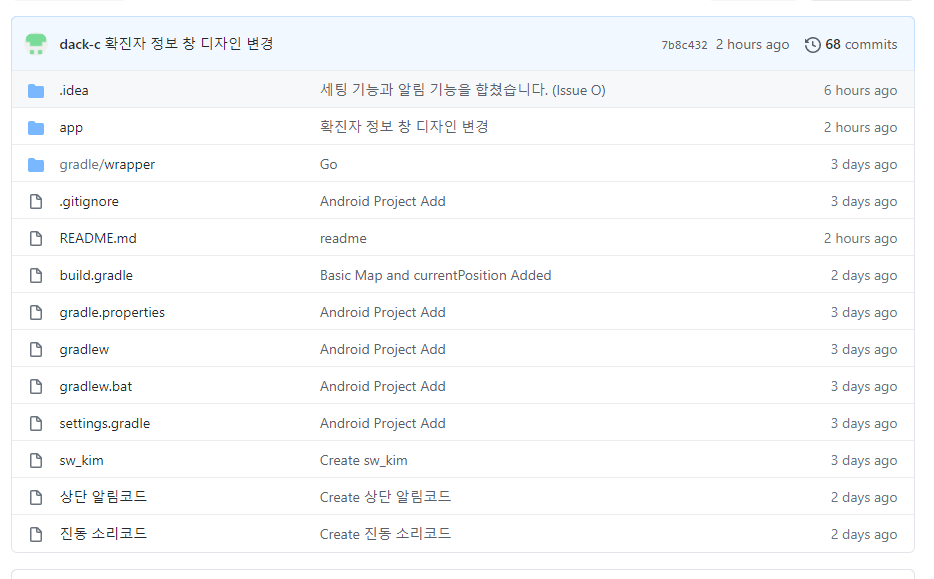 dack-c 확진자 정보 창 디자인 변경 7b8c432 2 hours ago 68 commits
.idea 세팅 기능과 알림 기능을 합쳤습니다. (Issue O) 6 hours ago
app 확진자 정보 창 디자인 변경 2 hours ago
gradle/wrapper Go 3 days ago
.gitignore Android Project Add 3 days ago
README.md readme 2 hours ago
build.gradle Basic Map and currentPosition Added 2 days ago
gradle.properties Android Project Add 3 days ago
gradlew Android Project Add 3 days ago
gradlew.bat Android Project Add 3 days ago
settings.gradle Android Project Add 3 days ago
sw_kim Create sw_kim 3 days ago
상단 알림코드 Create 상단 알림코드 2 days ago
진동 소리코드 Create 진동 소리코드 2 days ago